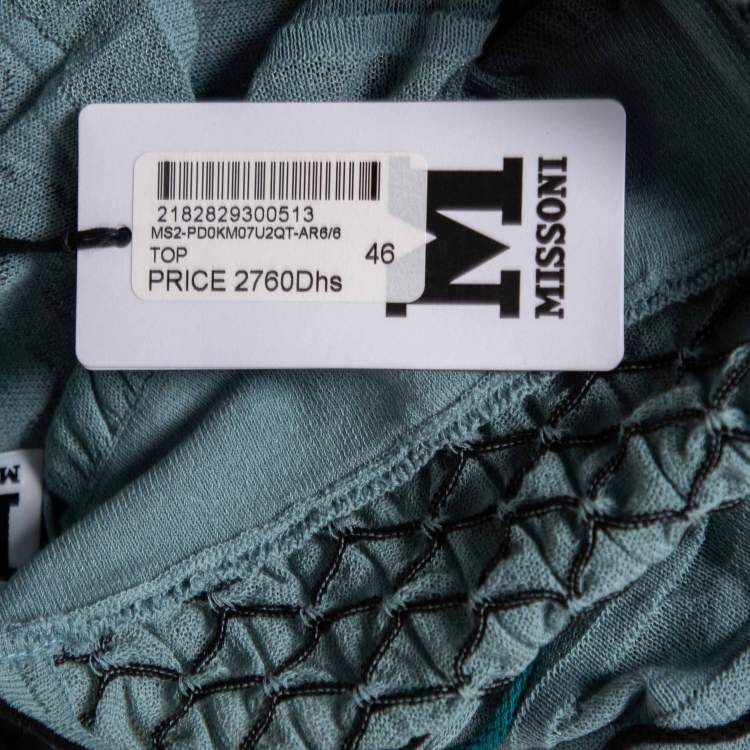 2182829300513
MS2-PD0KM07U2QT-AR6/6
TOP 46
PRICE 2760Dhs
M
MISSONI
M